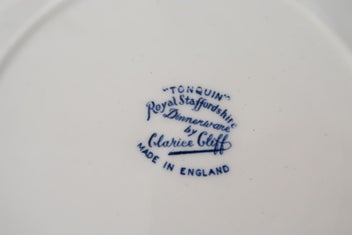 "TONQUIN"
Royal Staffordshire
Dinnerware
by
Clarice Cliff
MADE IN ENGLAND